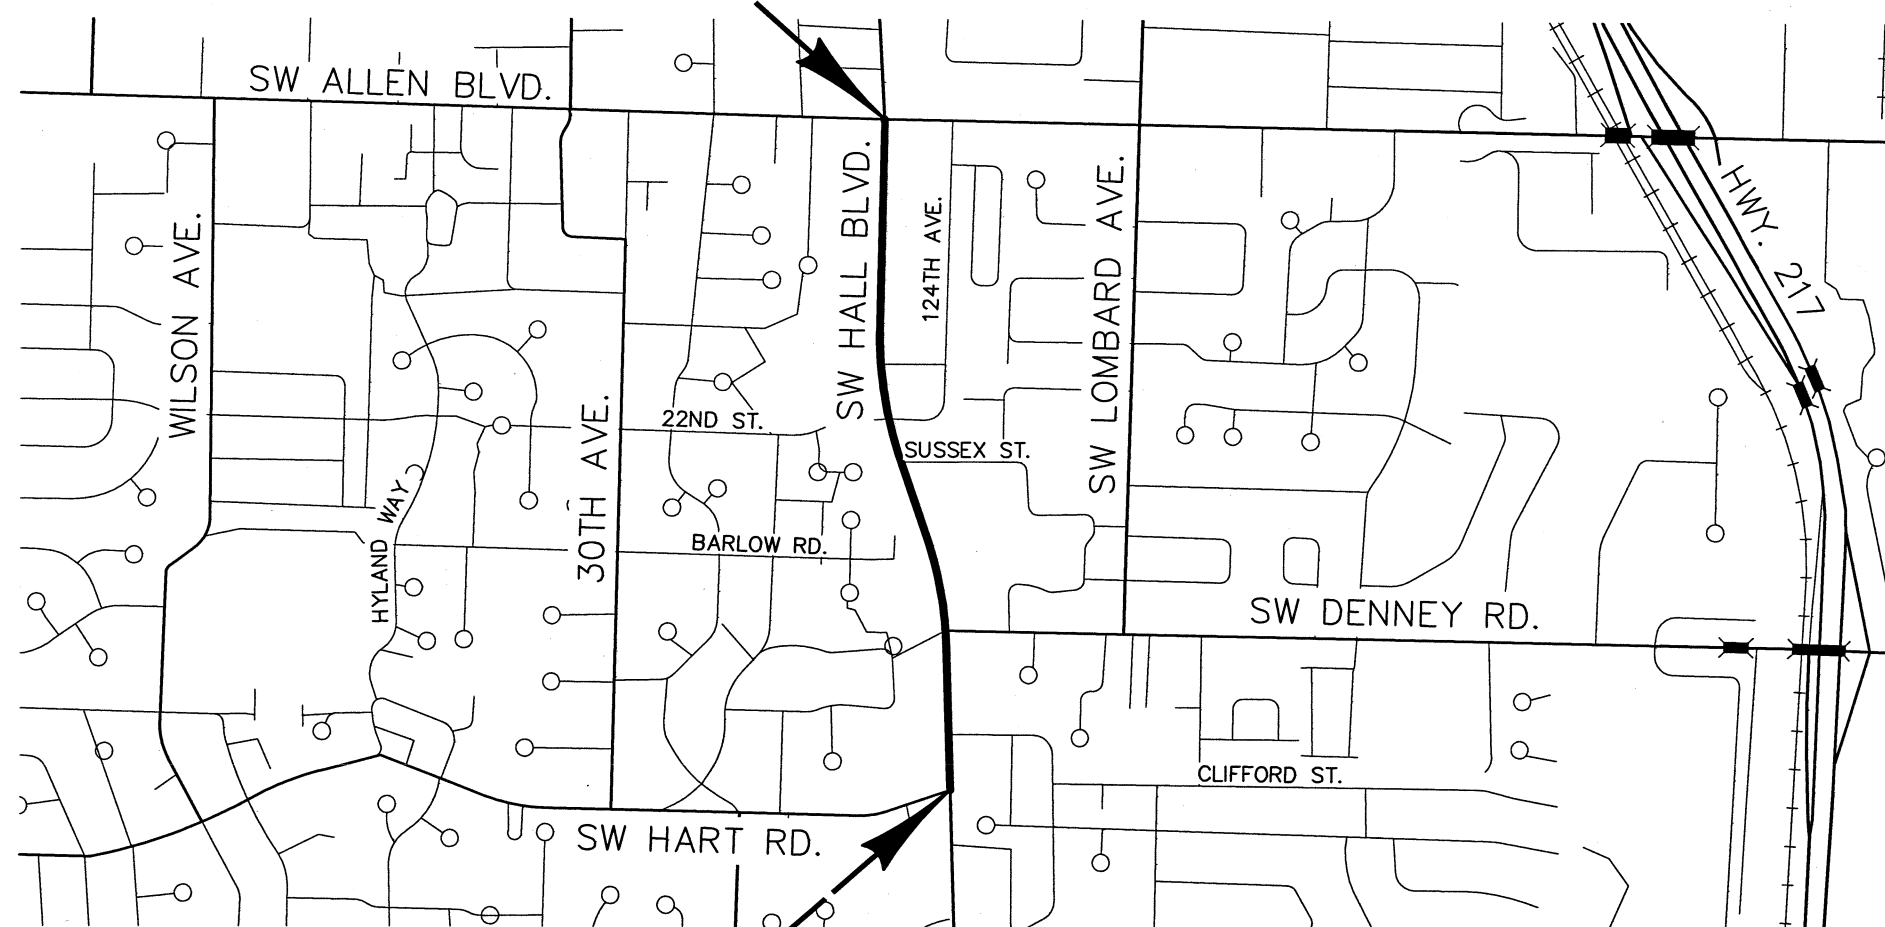 SW ALLEN BLVD.
WILSON AVE.
SW HALL BLVD.
124TH AVE.
SW LOMBARD AVE.
HWY. 217
30TH AVE.
22ND ST.
SUSSEX ST.
HYLAND WAY
BARLOW RD.
SW DENNEY RD.
CLIFFORD ST.
SW HART RD.